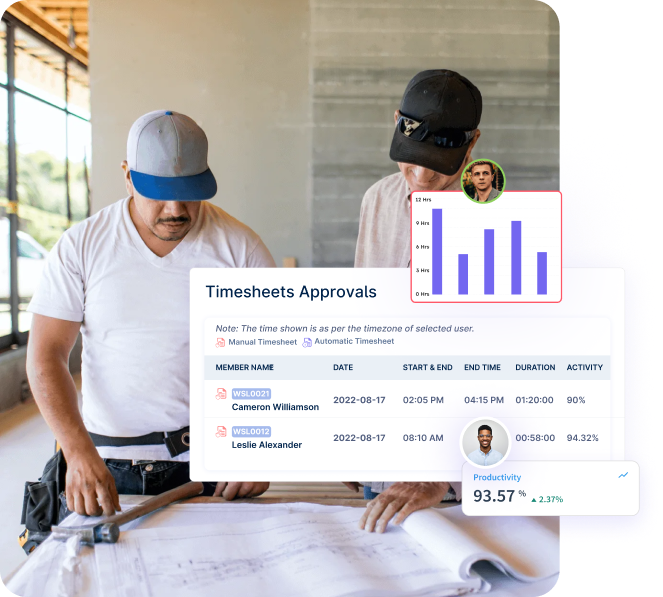 12 Hrs
9 Hrs
6 Hrs
3 Hrs
0 Hrs
Timesheets Approvals
Note: The time shown is as per the timezone of selected user.
Manual Timesheet Automatic Timesheet
MEMBER NAME DATE START & END END TIME DURATION ACTIVITY
WSL0021
Cameron Williamson 2022-08-17 02:05 PM 04:15 PM 01:20:00 90%
WSL0012
Leslie Alexander 2022-08-17 08:10 AM 00:58:00 94.32%
Productivity
93.57 % ▲ 2.37%